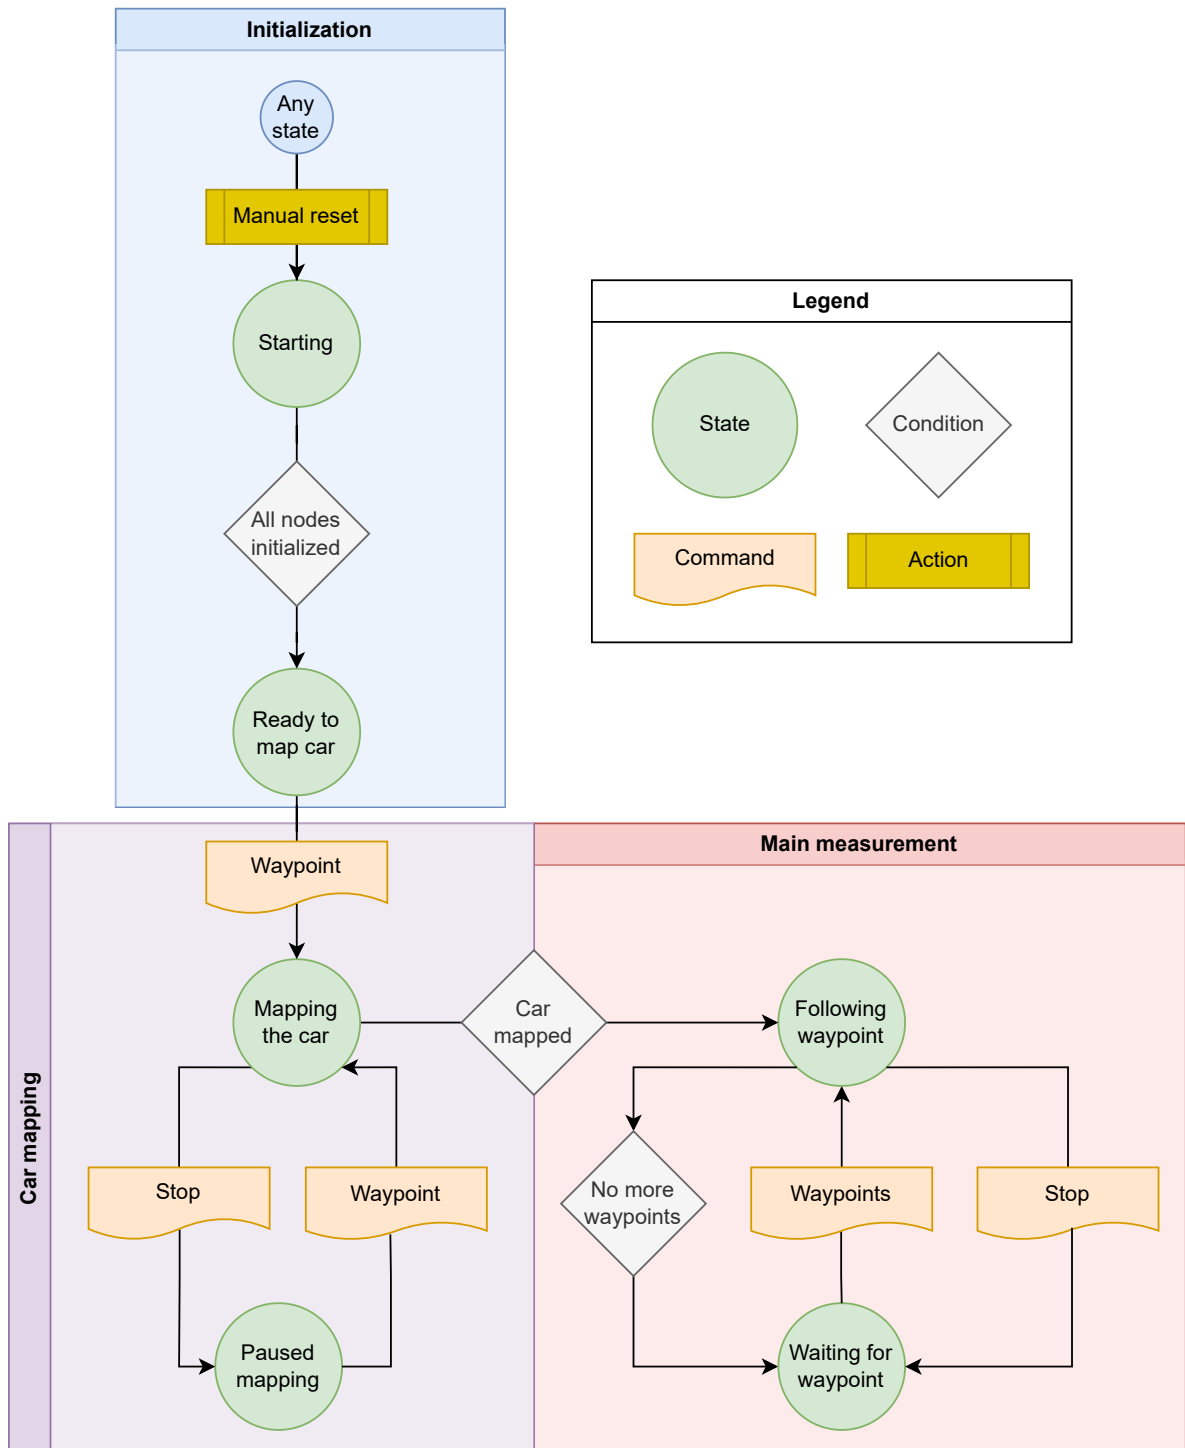 Initialization
Any
state
Manual reset
Starting
All nodes
initialized
Ready to
map car
Legend
State
Condition
Command
Action
Car mapping
Waypoint
Mapping
the car
Stop
Waypoint
Paused
mapping
Car
mapped
Main measurement
Following
waypoint
No more
waypoints
Waypoints
Stop
Waiting for
waypoint